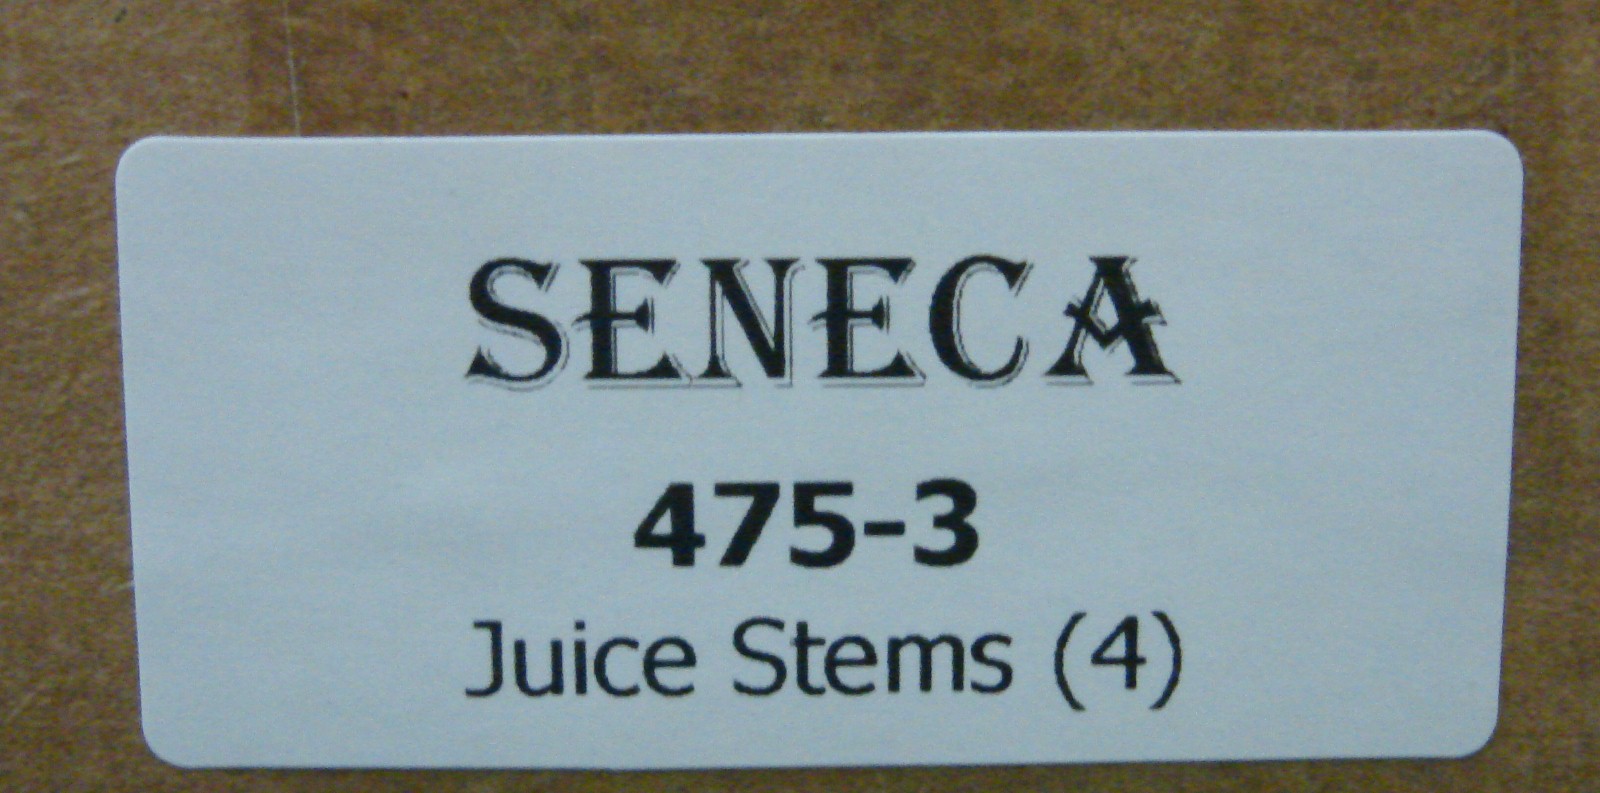 SENECA
475-3
Juice Stems (4)